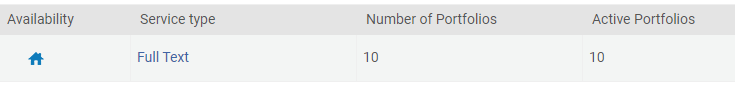 Availability Service type Number of Portfolios Active Portfolios
Full Text 10 10